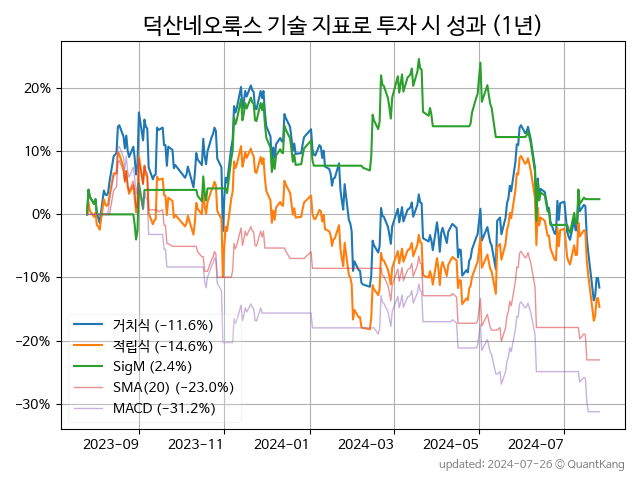 덕산네오룩스 기술 지표로 투자 시 성과 (1년)
20%
10%
0%
−10%
−20%
−30%
거치식 (−11.6%)
적립식 (−14.6%)
SigM (2.4%)
SMA(20) (−23.0%)
MACD (−31.2%)
2023-09 2023-11 2024-01 2024-03 2024-05 2024-07
updated: 2024-07-26 © QuantKang